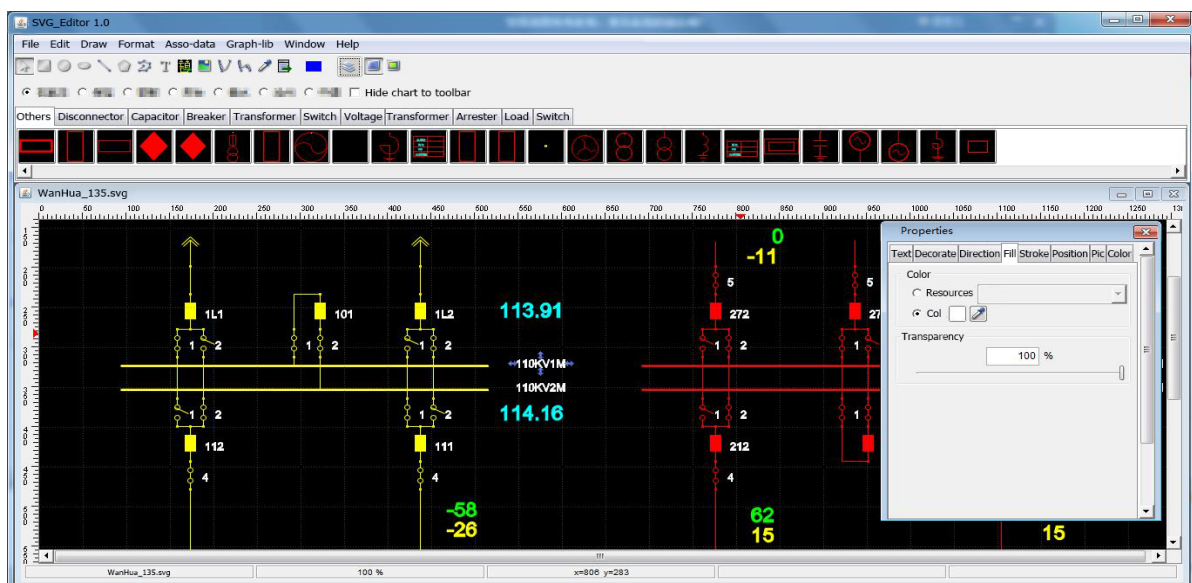 SVG_Editor 1.0
File Edit Draw Format Asso-data Graph-lib Window Help
T
Hide chart to toolbar
Others Disconnector Capacitor Breaker Transformer Switch Voltage Transformer Arrester Load Switch
WanHua_135.svg
0 50 100 150 200 250 300 350 400 450 500 550 600 650 700 750 800 850 900 950 1000 1050 1100 1150 1200 1250
Properties
Text Decorate Direction Fill Stroke Position Pic Color
Color
Resources
Col
Transparency
100 %
0
-11
5 5
1L1 101 1L2 113.91 272 27
1 2 1 2 1 2 1 2 1
110KV1M
110KV2M
1 2 1 2 114.16 1 2 1
112 111 212
4 4 4
-58 62
-26 15 15
WanHua_135.svg 100 % x=806 y=283